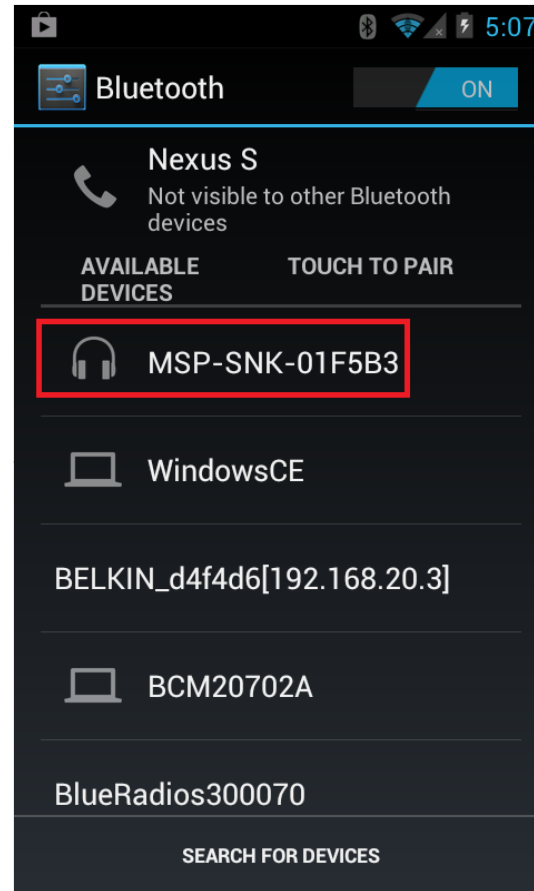 5:07
Bluetooth ON
Nexus S
Not visible to other Bluetooth
devices
AVAILABLE TOUCH TO PAIR
DEVICES
MSP-SNK-01F5B3
WindowsCE
BELKIN_d4f4d6[192.168.20.3]
BCM20702A
BlueRadios300070
SEARCH FOR DEVICES